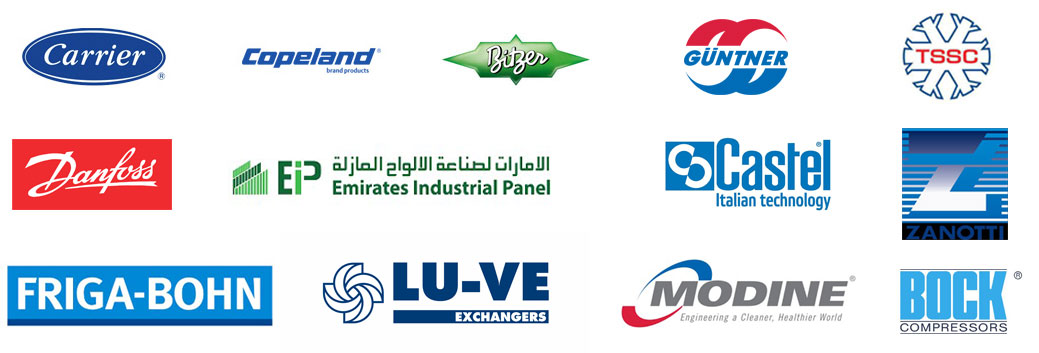 Carrier ®
Copeland®
brand products
Bitzer
GÜNTNER
TSSC
Danfoss
EiP
الامارات لصناعة الالواح العازلة
Emirates Industrial Panel
Castel®
Italian technology
Z
ZANOTTI
FRIGA-BOHN
LU-VE
EXCHANGERS
MODINE®
Engineering a Cleaner, Healthier World
BOCK ®
COMPRESSORS